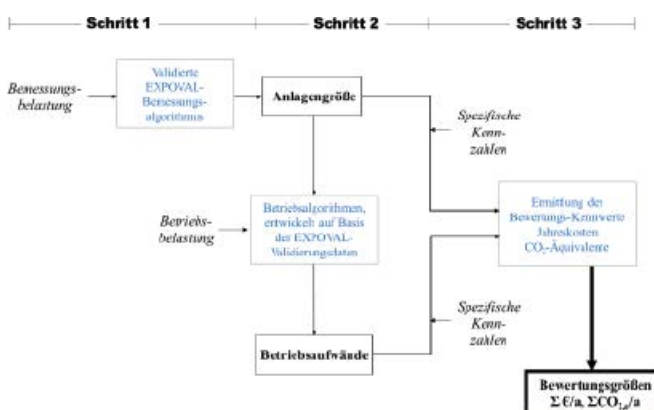 Schritt 1
Schritt 2
Schritt 3
Bemessungs-
belastung
Validierte
EXPOVAL-
Bemessungs-
algorithmus
Anlagengröße
Spezifische
Kenn-
zahlen
Betriebs-
belastung
Betriebsalgorithmen,
entwickelt auf Basis
der EXPOVAL-
Validierungsdaten
Ermittlung der
Bewertungs-Kennwerte
Jahreskosten
CO₂-Äquivalente
Spezifische
Kenn-
zahlen
Betriebsaufwände
Bewertungsgrößen
Σ €/a, ΣCO₂,ₑ/a